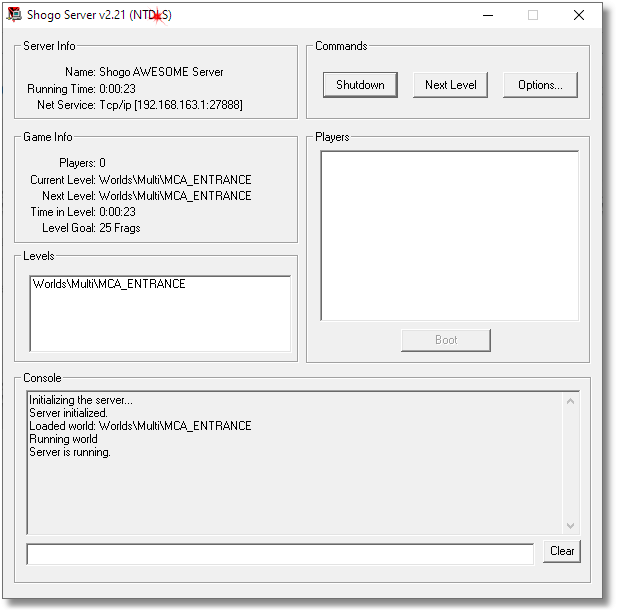 Shogo Server v2.21 (NTDLS)
Server Info
Name: Shogo AWESOME Server
Running Time: 0:00:23
Net Service: Tcp/ip [192.168.163.1:27888]
Commands
Shutdown
Next Level
Options...
Game Info
Players: 0
Current Level: Worlds\Multi\MCA_ENTRANCE
Next Level: Worlds\Multi\MCA_ENTRANCE
Time in Level: 0:00:23
Level Goal: 25 Frags
Players
Boot
Levels
Worlds\Multi\MCA_ENTRANCE
Console
Initializing the server...
Server initialized.
Loaded world: Worlds\Multi\MCA_ENTRANCE
Running world
Server is running.
Clear